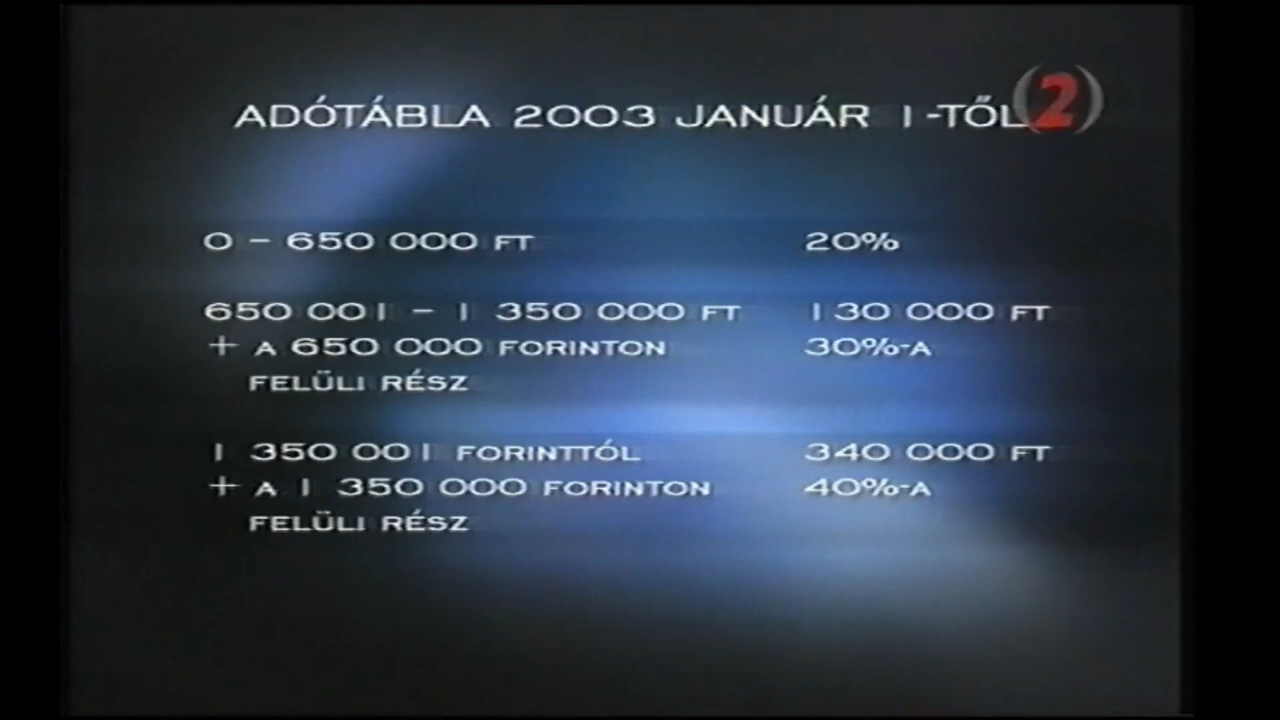 ADÓTÁBLA 2003 JANUÁR 1-TŐL
(2)
0 - 650 000 FT 20%
650 001 - 1 350 000 FT 130 000 FT
+ A 650 000 FORINTON 30%-A
FELÜLI RÉSZ
1 350 001 FORINTTÓL 340 000 FT
+ A 1 350 000 FORINTON 40%-A
FELÜLI RÉSZ